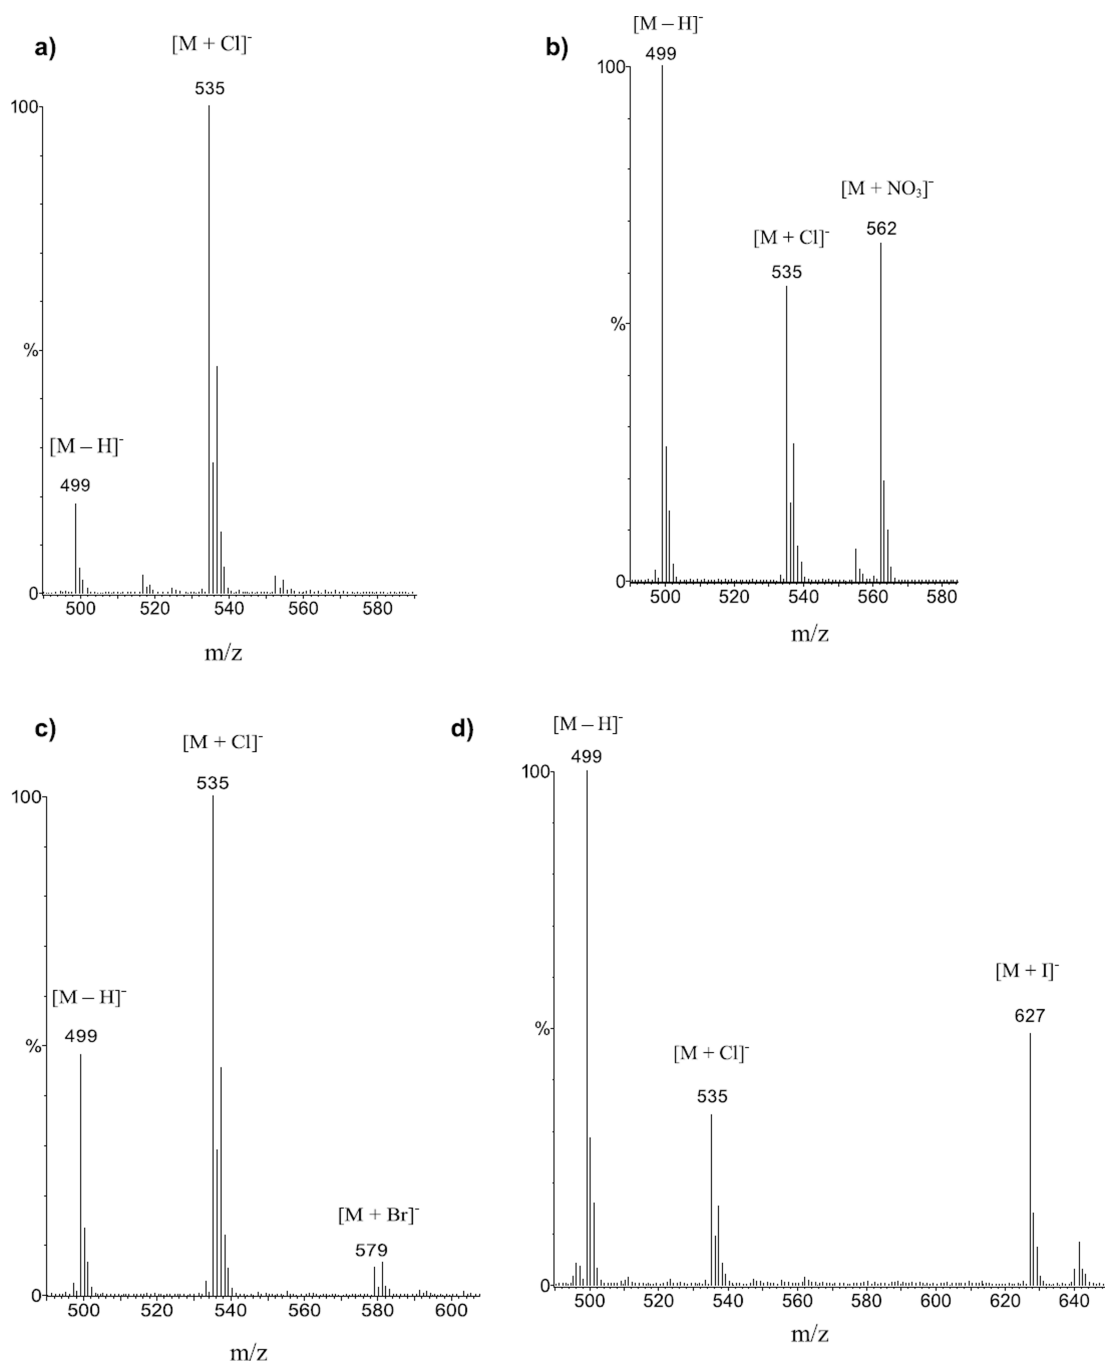 a)
[M + Cl]⁻
535
100
%
[M – H]⁻
499
0
500 520 540 560 580
m/z
b)
[M – H]⁻
499
100
[M + NO₃]⁻
562
[M + Cl]⁻
535
%
0
500 520 540 560 580
m/z
c)
[M + Cl]⁻
535
100
[M – H]⁻
499
%
[M + Br]⁻
579
0
500 520 540 560 580 600
m/z
d)
[M – H]⁻
499
100
[M + I]⁻
627
%
[M + Cl]⁻
535
0
500 520 540 560 580 600 620 640
m/z